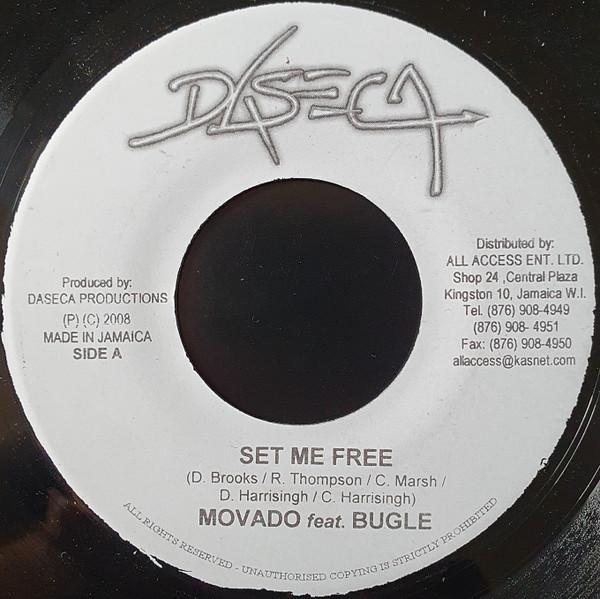 DASECA
Produced by:
DASECA PRODUCTIONS
(P) (C) 2008
MADE IN JAMAICA
SIDE A
Distributed by:
ALL ACCESS ENT. LTD.
Shop 24 ,Central Plaza
Kingston 10, Jamaica W.I.
Tel. (876) 908-4949
(876) 908- 4951
Fax: (876) 908-4950
allaccess@kasnet.com
SET ME FREE
(D. Brooks / R. Thompson / C. Marsh /
D. Harrisingh / C. Harrisingh)
MOVADO feat. BUGLE
ALL RIGHTS RESERVED - UNAUTHORISED COPYING IS STRICTLY PROHIBITED